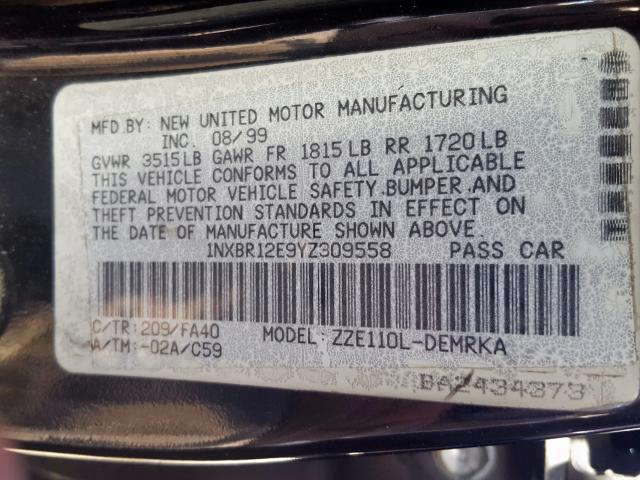 MFD.BY: NEW UNITED MOTOR MANUFACTURING
INC. 08/99
GVWR 3515LB GAWR FR 1815LB RR 1720LB
THIS VEHICLE CONFORMS TO ALL APPLICABLE
FEDERAL MOTOR VEHICLE SAFETY.BUMPER.AND
THEFT PREVENTION STANDARDS IN EFFECT ON
THE DATE OF MANUFACTURE SHOWN ABOVE.
1NXBR12E9YZ309558 PASS CAR
C/TR:209/FA40 MODEL: ZZE110L-DEMRKA
A/TM:-02A/C59
BA2434373